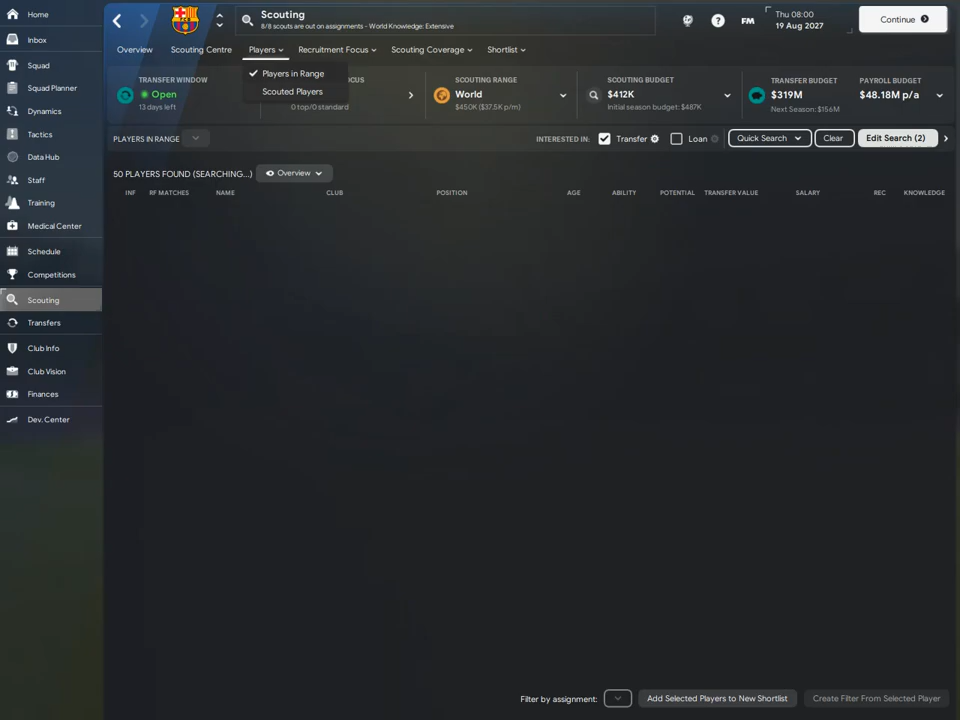 Home
Inbox
Squad
Squad Planner
Dynamics
Tactics
Data Hub
Staff
Training
Medical Center
Schedule
Competitions
Scouting
Transfers
Club Info
Club Vision
Finances
Dev. Center
Scouting
8/8 scouts are out on assignments - World Knowledge: Extensive
FM
Thu 08:00
19 Aug 2027
Continue
Overview
Scouting Centre
Players
Recruitment Focus
Scouting Coverage
Shortlist
Players in Range
Scouted Players
TRANSFER WINDOW
Open
13 days left
OCUS
0 top/0 standard
SCOUTING RANGE
World
$450K ($37.5K p/m)
SCOUTING BUDGET
$412K
Initial season budget: $487K
TRANSFER BUDGET
$319M
Next Season: $156M
PAYROLL BUDGET
$48.18M p/a
PLAYERS IN RANGE
INTERESTED IN:
Transfer
Loan
Quick Search
Clear
Edit Search (2)
50 PLAYERS FOUND (SEARCHING...)
Overview
INF RF MATCHES NAME CLUB POSITION AGE ABILITY POTENTIAL TRANSFER VALUE SALARY REC KNOWLEDGE
Filter by assignment:
Add Selected Players to New Shortlist
Create Filter From Selected Player